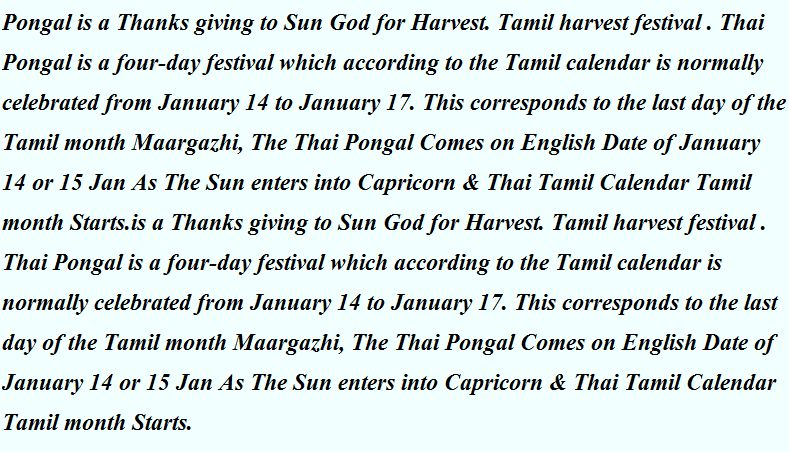 Pongal is a Thanks giving to Sun God for Harvest. Tamil harvest festival . Thai
Pongal is a four-day festival which according to the Tamil calendar is normally
celebrated from January 14 to January 17. This corresponds to the last day of the
Tamil month Maargazhi, The Thai Pongal Comes on English Date of January
14 or 15 Jan As The Sun enters into Capricorn & Thai Tamil Calendar Tamil
month Starts.is a Thanks giving to Sun God for Harvest. Tamil harvest festival .
Thai Pongal is a four-day festival which according to the Tamil calendar is
normally celebrated from January 14 to January 17. This corresponds to the last
day of the Tamil month Maargazhi, The Thai Pongal Comes on English Date of
January 14 or 15 Jan As The Sun enters into Capricorn & Thai Tamil Calendar
Tamil month Starts.